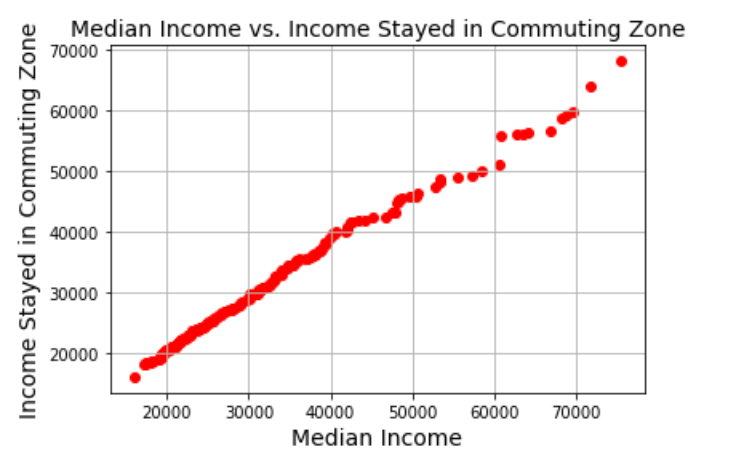 Median Income vs. Income Stayed in Commuting Zone
Income Stayed in Commuting Zone
70000
60000
50000
40000
30000
20000
20000 30000 40000 50000 60000 70000
Median Income